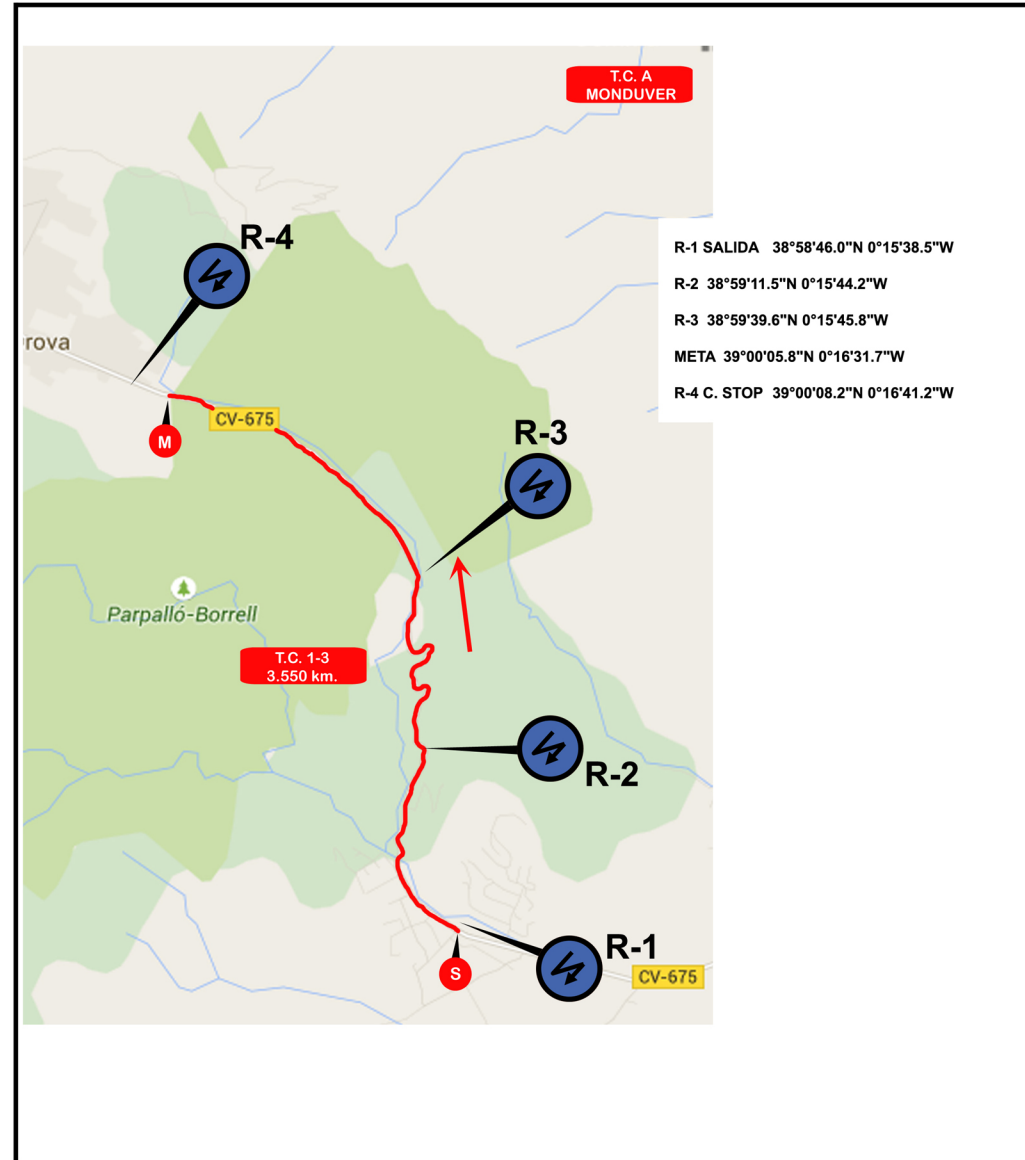 T.C. A
MONDUVER
R-4
R-1 SALIDA 38°58'46.0"N 0°15'38.5"W
R-2 38°59'11.5"N 0°15'44.2"W
R-3 38°59'39.6"N 0°15'45.8"W
META 39°00'05.8"N 0°16'31.7"W
R-4 C. STOP 39°00'08.2"N 0°16'41.2"W
rova
CV-675
M
R-3
Parpalló-Borrell
T.C. 1-3
3.550 km.
R-2
R-1
S
CV-675